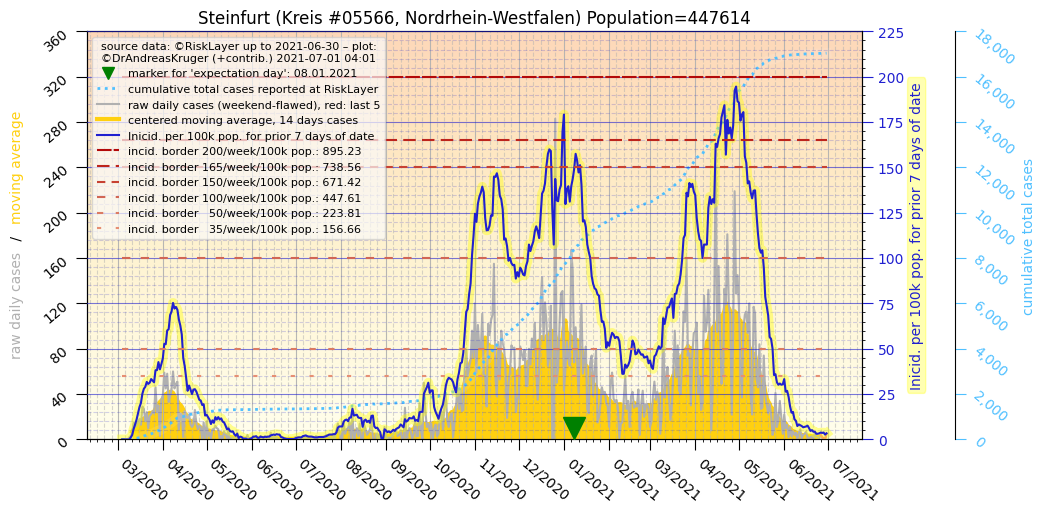 Steinfurt (Kreis #05566, Nordrhein-Westfalen) Population=447614
source data: ©RiskLayer up to 2021-06-30 – plot:
©DrAndreasKruger (+contrib.) 2021-07-01 04:01
marker for 'expectation day': 08.01.2021
cumulative total cases reported at RiskLayer
raw daily cases (weekend-flawed), red: last 5
centered moving average, 14 days cases
Inicid. per 100k pop. for prior 7 days of date
incid. border 200/week/100k pop.: 895.23
incid. border 165/week/100k pop.: 738.56
incid. border 150/week/100k pop.: 671.42
incid. border 100/week/100k pop.: 447.61
incid. border 50/week/100k pop.: 223.81
incid. border 35/week/100k pop.: 156.66
raw daily cases / moving average
360
320
280
240
200
160
120
80
40
0
03/2020
04/2020
05/2020
06/2020
07/2020
08/2020
09/2020
10/2020
11/2020
12/2020
01/2021
02/2021
03/2021
04/2021
05/2021
06/2021
07/2021
225
200
175
150
125
100
75
50
25
0
Inicid. per 100k pop. for prior 7 days of date
18,000
16,000
14,000
12,000
10,000
8,000
6,000
4,000
2,000
0
cumulative total cases